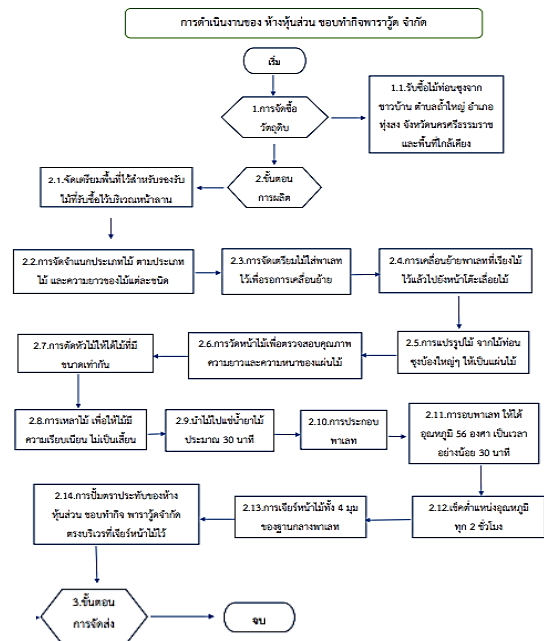 การดำเนินงานของ ห้างหุ้นส่วน ชอบทำกิจพาราวู้ด จำกัด
เริ่ม
1.การจัดซื้อ
วัตถุดิบ
1.1.รับซื้อไม้ท่อนซุงจาก
ชาวบ้าน ตำบลถ้ำใหญ่ อำเภอ
ทุ่งสง จังหวัดนครศรีธรรมราช
และพื้นที่ใกล้เคียง
2.ขั้นตอน
การผลิต
2.1.จัดเตรียมพื้นที่ไว้สำหรับรองรับ
ไม้ที่รับซื้อไว้บริเวณหน้าลาน
2.2.การจัดจำแนกประเภทไม้ ตามประเภท
ไม้ และความยาวของไม้แต่ละชนิด
2.3.การจัดเตรียมไม้ใส่พาเลท
ไว้เพื่อรอการเคลื่อนย้าย
2.4.การเคลื่อนย้ายพาเลทที่เรียงไม้
ไว้แล้วไปยังหน้าโต๊ะเลื่อยไม้
2.5.การแปรรูปไม้ จากไม้ท่อน
ซุงบ้องใหญ่ๆ ให้เป็นแผ่นไม้
2.6.การวัดหน้าไม้เพื่อตรวจสอบคุณภาพ
ความยาวและความหนาของแผ่นไม้
2.7.การตัดหัวไม้ให้ได้ไม้ที่มี
ขนาดเท่ากัน
2.8.การเหลาไม้ เพื่อให้ไม้มี
ความเรียบเนียน ไม่เป็นเสี้ยน
2.9.นำไม้ไปแช่น้ำยาไม้
ประมาณ 30 นาที
2.10.การประกอบ
พาเลท
2.11.การอบพาเลท ให้ได้
อุณหภูมิ 56 องศา เป็นเวลา
อย่างน้อย 30 นาที
2.12.เช็คตำแหน่งอุณหภูมิ
ทุก 2 ชั่วโมง
2.13.การเจียร์หน้าไม้ทั้ง 4 มุม
ของฐานกลางพาเลท
2.14.การปั้มตราประทับของห้าง
หุ้นส่วน ชอบทำกิจ พาราวู้ดจำกัด
ตรงบริเวรที่เจียร์หน้าไม้ไว้
3.ขั้นตอน
การจัดส่ง
จบ